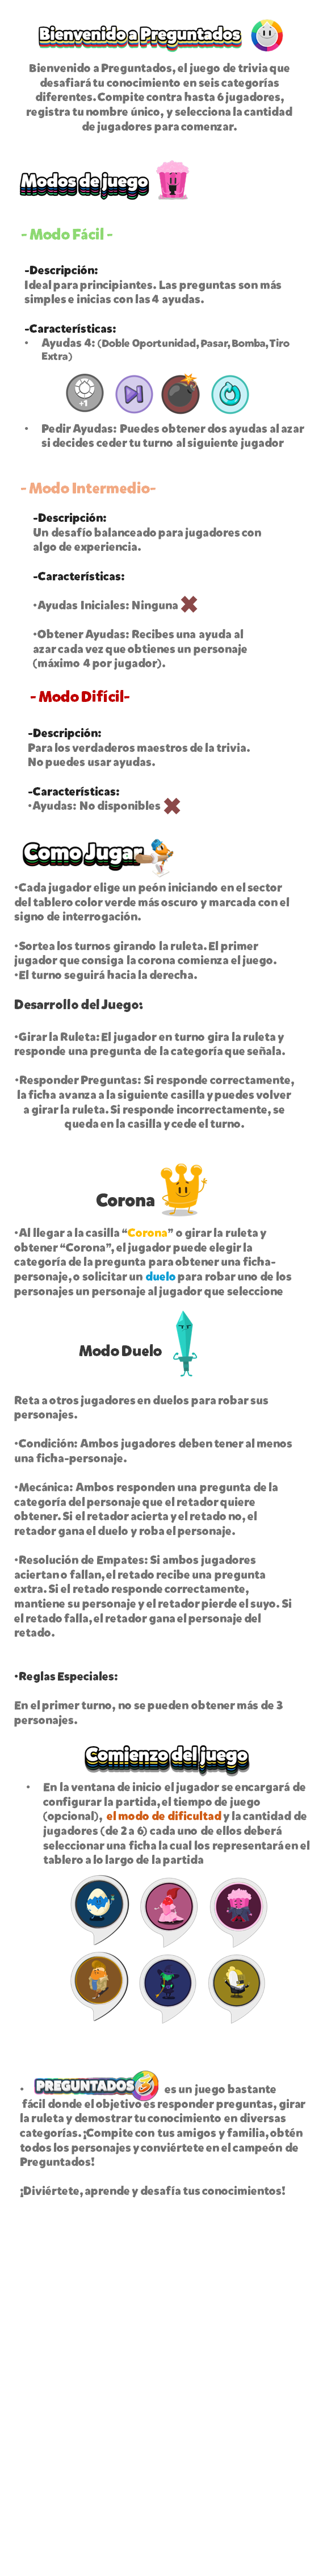 Bienvenido a Preguntados
Bienvenido a Preguntados, el juego de trivia que
desafiará tu conocimiento en seis categorías
diferentes. Compite contra hasta 6 jugadores,
registra tu nombre único, y selecciona la cantidad
de jugadores para comenzar.
Modos de juego
- Modo Fácil -
-Descripción:
Ideal para principiantes. Las preguntas son más
simples e inicias con las 4 ayudas.
-Características:
• Ayudas 4: (Doble Oportunidad, Pasar, Bomba, Tiro
Extra)
+1
• Pedir Ayudas: Puedes obtener dos ayudas al azar
si decides ceder tu turno al siguiente jugador
- Modo Intermedio-
-Descripción:
Un desafío balanceado para jugadores con
algo de experiencia.
-Características:
•Ayudas Iniciales: Ninguna
•Obtener Ayudas: Recibes una ayuda al
azar cada vez que obtienes un personaje
(máximo 4 por jugador).
- Modo Difícil-
-Descripción:
Para los verdaderos maestros de la trivia.
No puedes usar ayudas.
-Características:
•Ayudas: No disponibles
Como Jugar
•Cada jugador elige un peón iniciando en el sector
del tablero color verde más oscuro y marcada con el
signo de interrogación.
•Sortea los turnos girando la ruleta. El primer
jugador que consiga la corona comienza el juego.
•El turno seguirá hacia la derecha.
Desarrollo del Juego:
•Girar la Ruleta: El jugador en turno gira la ruleta y
responde una pregunta de la categoría que señala.
•Responder Preguntas: Si responde correctamente,
la ficha avanza a la siguiente casilla y puedes volver
a girar la ruleta. Si responde incorrectamente, se
queda en la casilla y cede el turno.
Corona
•Al llegar a la casilla “Corona” o girar la ruleta y
obtener “Corona”, el jugador puede elegir la
categoría de la pregunta para obtener una ficha-
personaje, o solicitar un duelo para robar uno de los
personajes un personaje al jugador que seleccione
Modo Duelo
Reta a otros jugadores en duelos para robar sus
personajes.
•Condición: Ambos jugadores deben tener al menos
una ficha-personaje.
•Mecánica: Ambos responden una pregunta de la
categoría del personaje que el retador quiere
obtener. Si el retador acierta y el retado no, el
retador gana el duelo y roba el personaje.
•Resolución de Empates: Si ambos jugadores
aciertan o fallan, el retado recibe una pregunta
extra. Si el retado responde correctamente,
mantiene su personaje y el retador pierde el suyo. Si
el retado falla, el retador gana el personaje del
retado.
•Reglas Especiales:
En el primer turno, no se pueden obtener más de 3
personajes.
Comienzo del juego
• En la ventana de inicio el jugador se encargará de
configurar la partida, el tiempo de juego
(opcional), el modo de dificultad y la cantidad de
jugadores (de 2 a 6) cada uno de ellos deberá
seleccionar una ficha la cual los representará en el
tablero a lo largo de la partida
• PREGUNTADOS 3 es un juego bastante
fácil donde el objetivo es responder preguntas, girar
la ruleta y demostrar tu conocimiento en diversas
categorías. ¡Compite con tus amigos y familia, obtén
todos los personajes y conviértete en el campeón de
Preguntados!
¡Diviértete, aprende y desafía tus conocimientos!